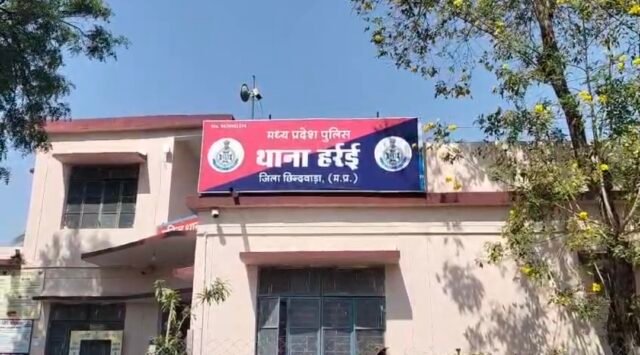 मध्य प्रदेश पुलिस
थाना हर्रई
जिला छिन्दवाड़ा, (म.प्र.)